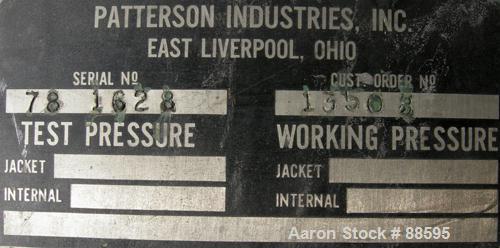 PATTERSON INDUSTRIES, INC.
EAST LIVERPOOL, OHIO
SERIAL Nº CUST. ORDER Nº
78 1628 13508
TEST PRESSURE WORKING PRESSURE
JACKET JACKET
INTERNAL INTERNAL
Aaron Stock # 88595